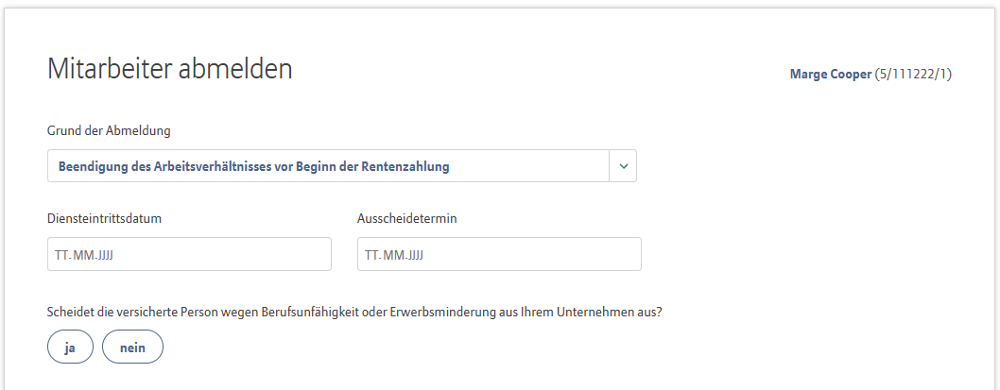 Mitarbeiter abmelden
Marge Cooper (5/111222/1)
Grund der Abmeldung
Beendigung des Arbeitsverhältnisses vor Beginn der Rentenzahlung
Diensteintrittsdatum Ausscheidetermin
TT.MM.JJJJ TT.MM.JJJJ
Scheidet die versicherte Person wegen Berufsunfähigkeit oder Erwerbsminderung aus Ihrem Unternehmen aus?
ja nein